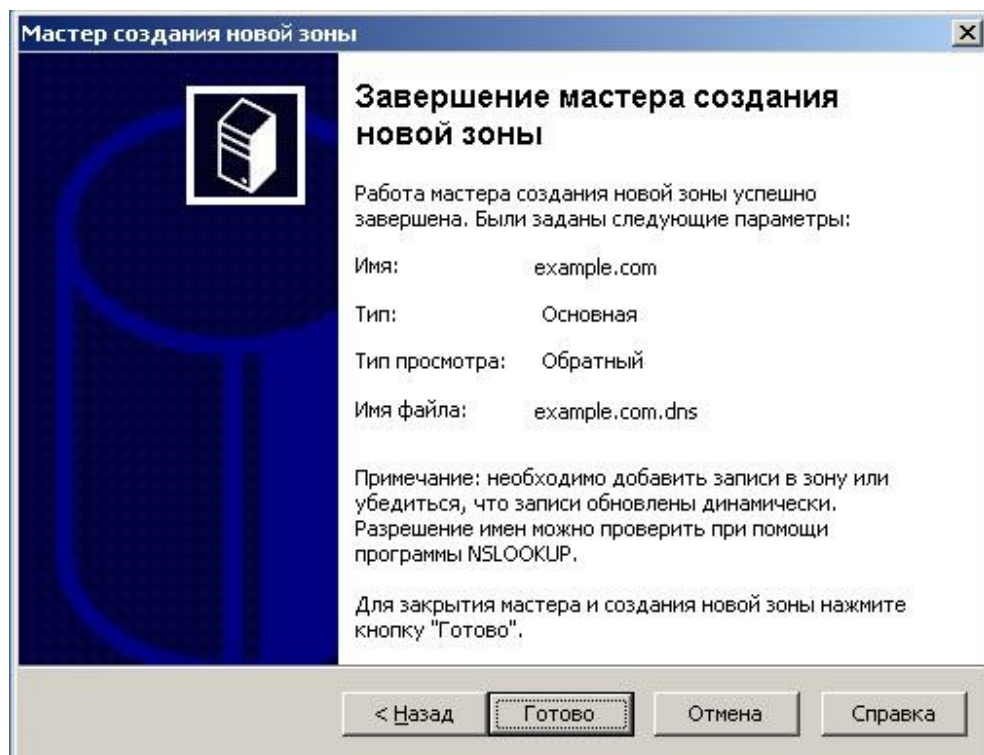 Мастер создания новой зоны
Завершение мастера создания
новой зоны
Работа мастера создания новой зоны успешно
завершена. Были заданы следующие параметры:
Имя: example.com
Тип: Основная
Тип просмотра: Обратный
Имя файла: example.com.dns
Примечание: необходимо добавить записи в зону или
убедиться, что записи обновлены динамически.
Разрешение имен можно проверить при помощи
программы NSLOOKUP.
Для закрытия мастера и создания новой зоны нажмите
кнопку "Готово".
< Назад Готово Отмена Справка